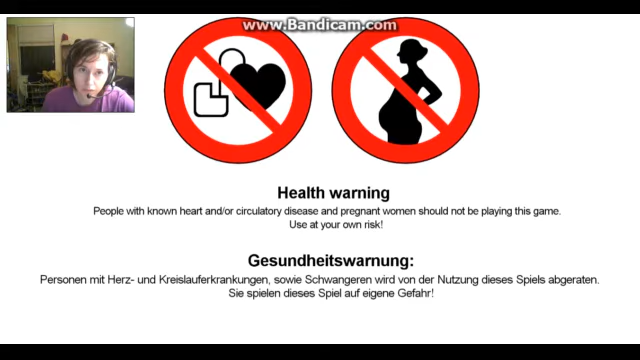 www.Bandicam.com
Health warning
People with known heart and/or circulatory disease and pregnant women should not be playing this game.
Use at your own risk!
Gesundheitswarnung:
Personen mit Herz- und Kreislauferkrankungen, sowie Schwangeren wird von der Nutzung dieses Spiels abgeraten.
Sie spielen dieses Spiel auf eigene Gefahr!